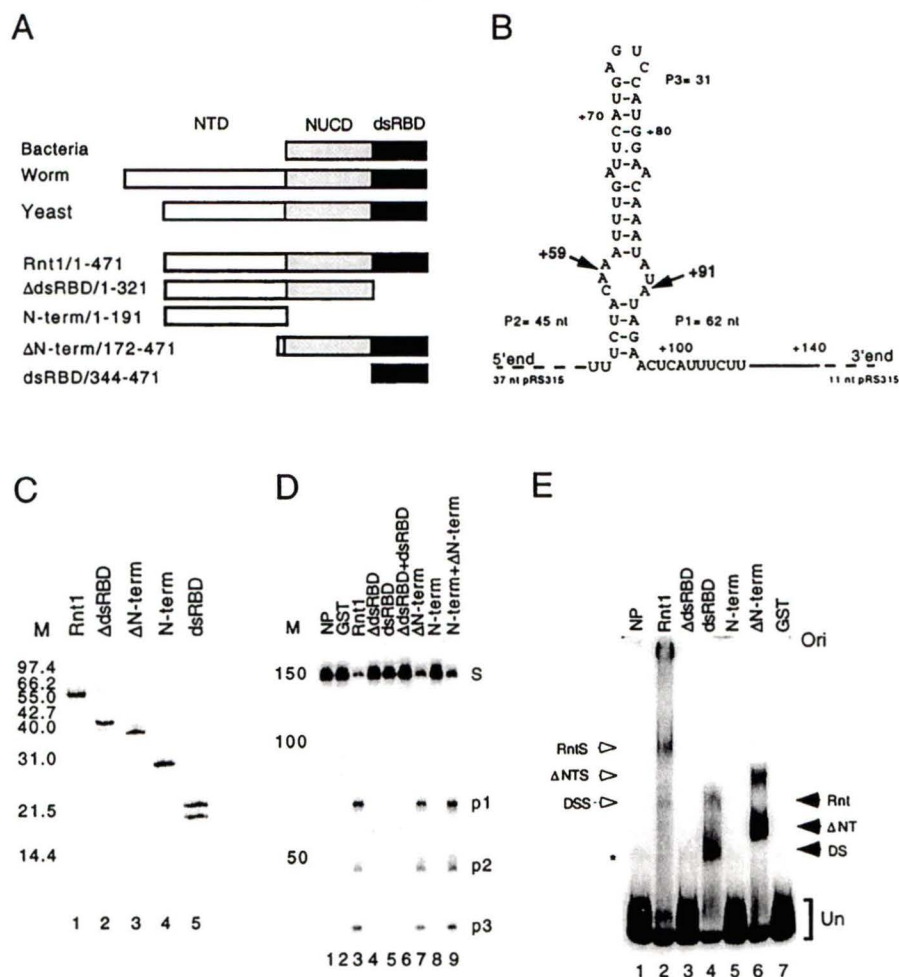 A
NTD NUCD dsRBD
Bacteria
Worm
Yeast
Rnt1/1-471
ΔdsRBD/1-321
N-term/1-191
ΔN-term/172-471
dsRBD/344-471
B
G U
A C
G-C
U-A
A-U
C-G
U.G
U-A
A A
G-C
U-A
U-A
U-A
A-U
A A
A U
C A
A-U
U-A
C-G
U-A
P3= 31
+70
+80
+59
+91
P2= 45 nt
P1= 62 nt
+100
+140
5'end
UU
ACUCAUUUCUU
3'end
37 nt pRS315
11 nt pRS315
C
M Rnt1 ΔdsRBD ΔN-term N-term dsRBD
97.4
66.2
55.0
42.7
40.0
31.0
21.5
14.4
1 2 3 4 5
D
M NP GST Rnt1 ΔdsRBD dsRBD ΔdsRBD+dsRBD ΔN-term N-term N-term+ΔN-term
150 S
100
p1
50 p2
p3
1 2 3 4 5 6 7 8 9
E
NP Rnt1 ΔdsRBD dsRBD N-term ΔN-term GST
Ori
RntS
ΔNTS
DSS
Rnt
ΔNT
DS
*
Un
1 2 3 4 5 6 7